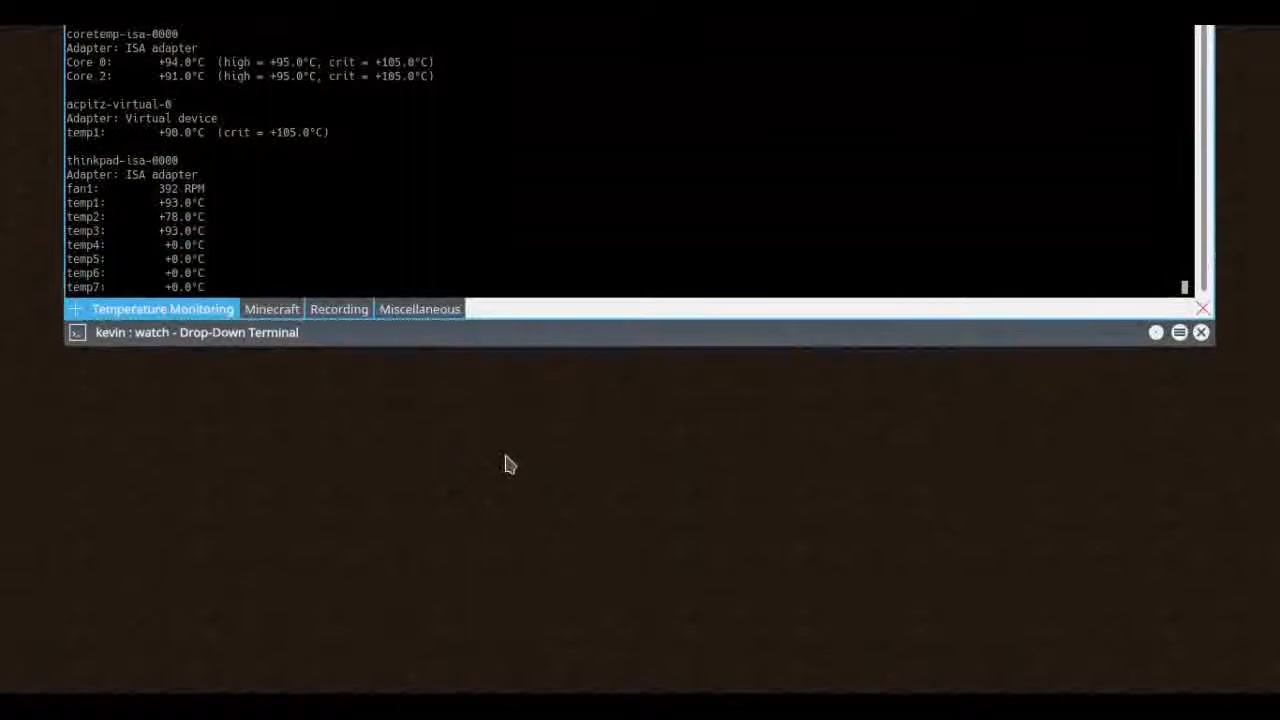 coretemp-isa-0000
Adapter: ISA adapter
Core 0: +94.0°C (high = +95.0°C, crit = +105.0°C)
Core 2: +91.0°C (high = +95.0°C, crit = +105.0°C)
acpitz-virtual-0
Adapter: Virtual device
temp1: +90.0°C (crit = +105.0°C)
thinkpad-isa-0000
Adapter: ISA adapter
fan1: 392 RPM
temp1: +93.0°C
temp2: +78.0°C
temp3: +93.0°C
temp4: +0.0°C
temp5: +0.0°C
temp6: +0.0°C
temp7: +0.0°C
Temperature Monitoring Minecraft Recording Miscellaneous
kevin : watch - Drop-Down Terminal